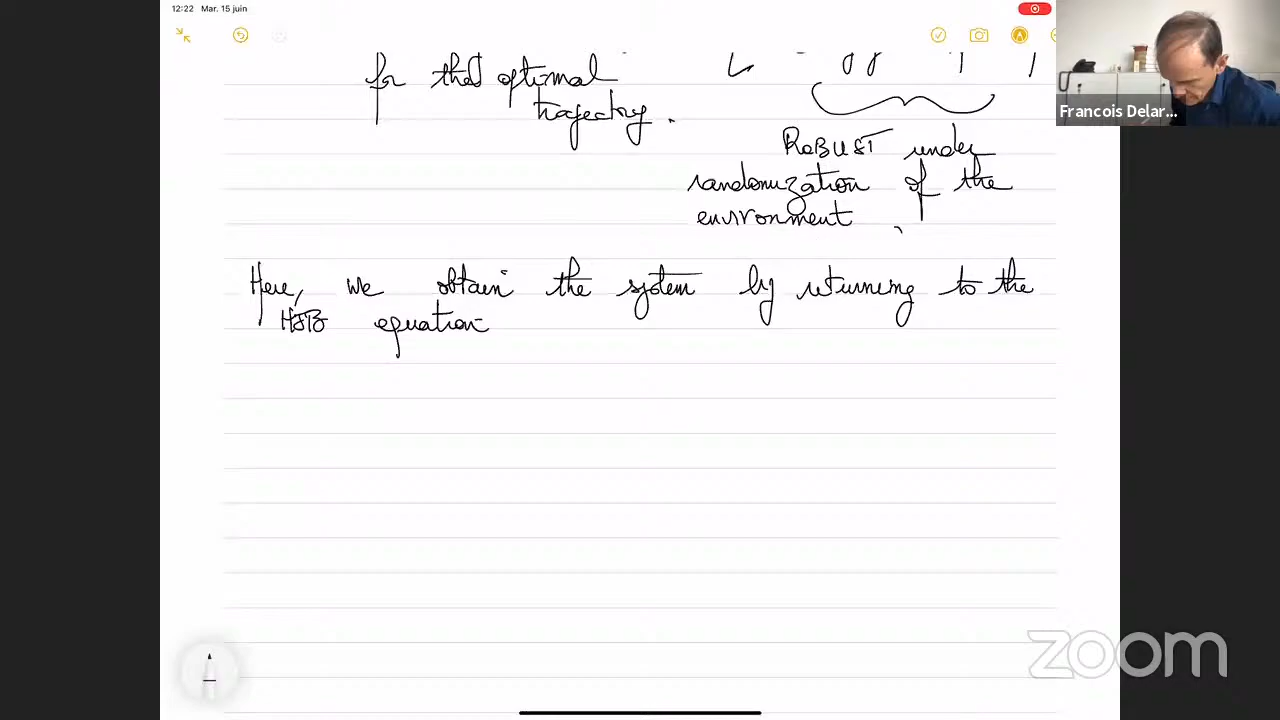 12:22 Mar. 15 juin
for that optimal
trajectory.
Francois Delar...
ROBUST under
randomization of the
environment.
Here, we obtain the system by returning to the
HJB equation
zoom